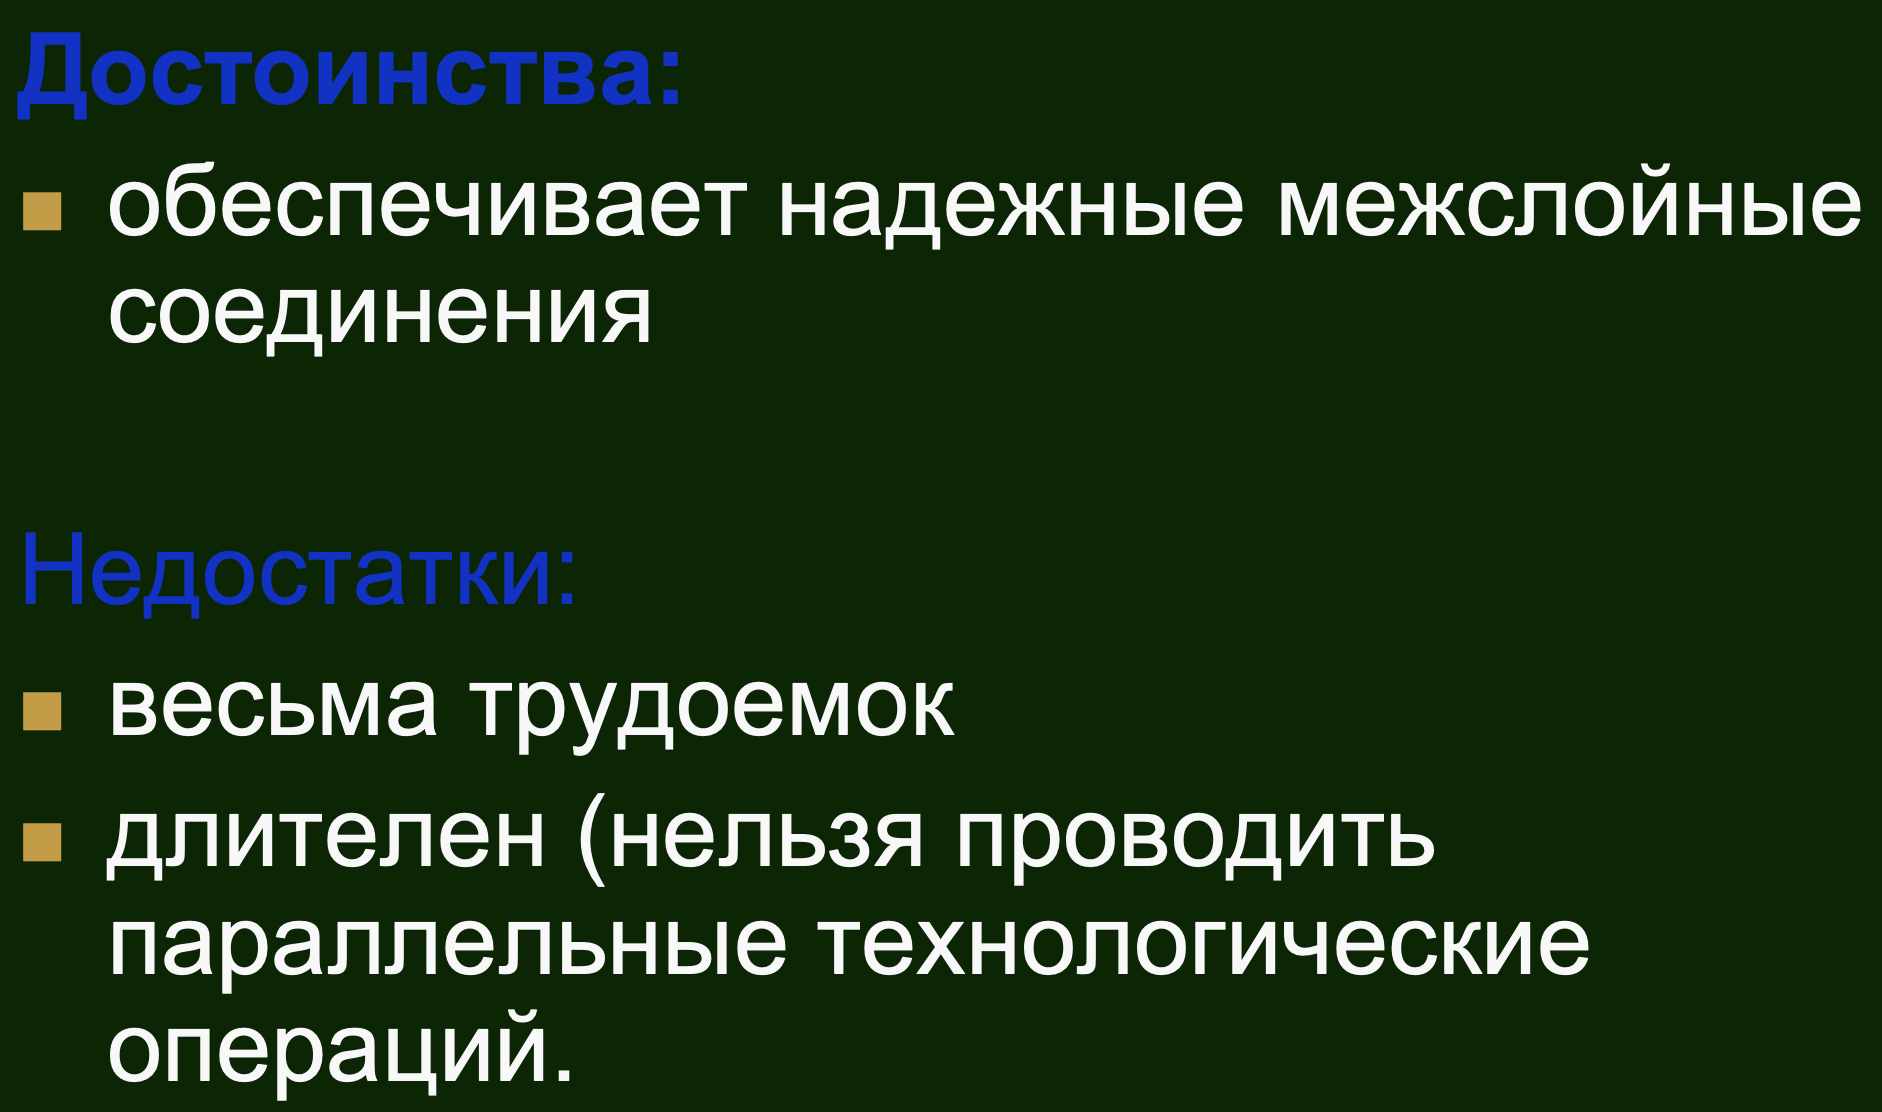 Достоинства:
обеспечивает надежные межслойные
соединения
Недостатки:
весьма трудоемок
длителен (нельзя проводить
параллельные технологические
операций.